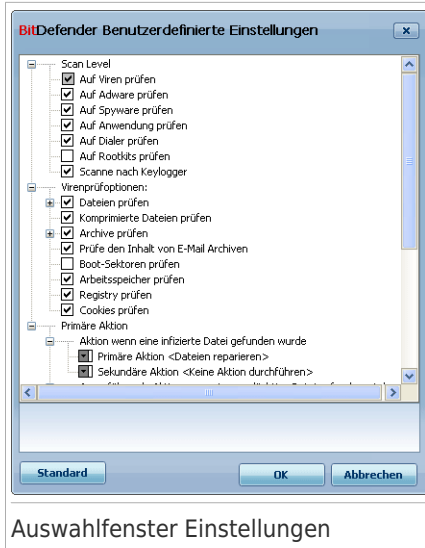 BitDefender Benutzerdefinierte Einstellungen
Scan Level
Auf Viren prüfen
Auf Adware prüfen
Auf Spyware prüfen
Auf Anwendung prüfen
Auf Dialer prüfen
Auf Rootkits prüfen
Scanne nach Keylogger
Virenprüfoptionen:
Dateien prüfen
Komprimierte Dateien prüfen
Archive prüfen
Prüfe den Inhalt von E-Mail Archiven
Boot-Sektoren prüfen
Arbeitsspeicher prüfen
Registry prüfen
Cookies prüfen
Primäre Aktion
Aktion wenn eine infizierte Datei gefunden wurde
Primäre Aktion <Dateien reparieren>
Sekundäre Aktion <Keine Aktion durchführen>
Standard
OK
Abbrechen
Auswahlfenster Einstellungen